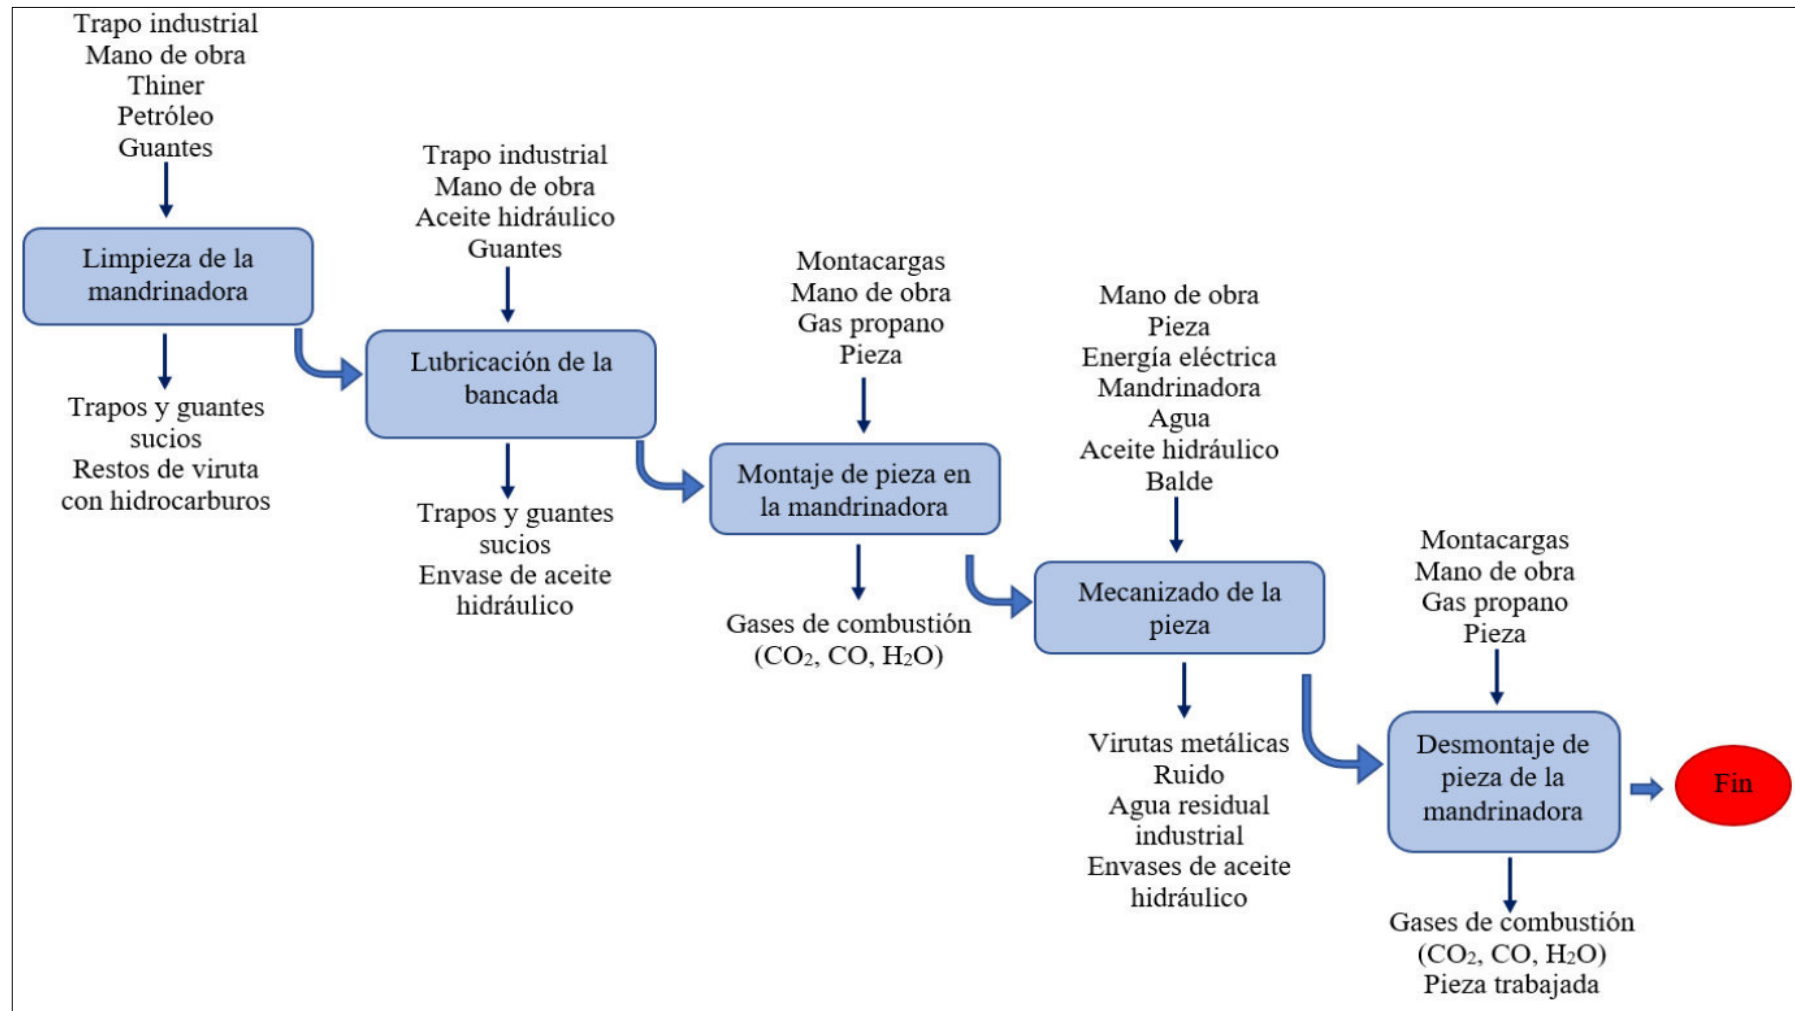 Trapo industrial
Mano de obra
Thiner
Petróleo
Guantes
Limpieza de la
mandrinadora
Trapos y guantes
sucios
Restos de viruta
con hidrocarburos
Trapo industrial
Mano de obra
Aceite hidráulico
Guantes
Lubricación de la
bancada
Trapos y guantes
sucios
Envase de aceite
hidráulico
Montacargas
Mano de obra
Gas propano
Pieza
Montaje de pieza en
la mandrinadora
Gases de combustión
(CO₂, CO, H₂O)
Mano de obra
Pieza
Energía eléctrica
Mandrinadora
Agua
Aceite hidráulico
Balde
Mecanizado de la
pieza
Virutas metálicas
Ruido
Agua residual
industrial
Envases de aceite
hidráulico
Montacargas
Mano de obra
Gas propano
Pieza
Desmontaje de
pieza de la
mandrinadora
Gases de combustión
(CO₂, CO, H₂O)
Pieza trabajada
Fin